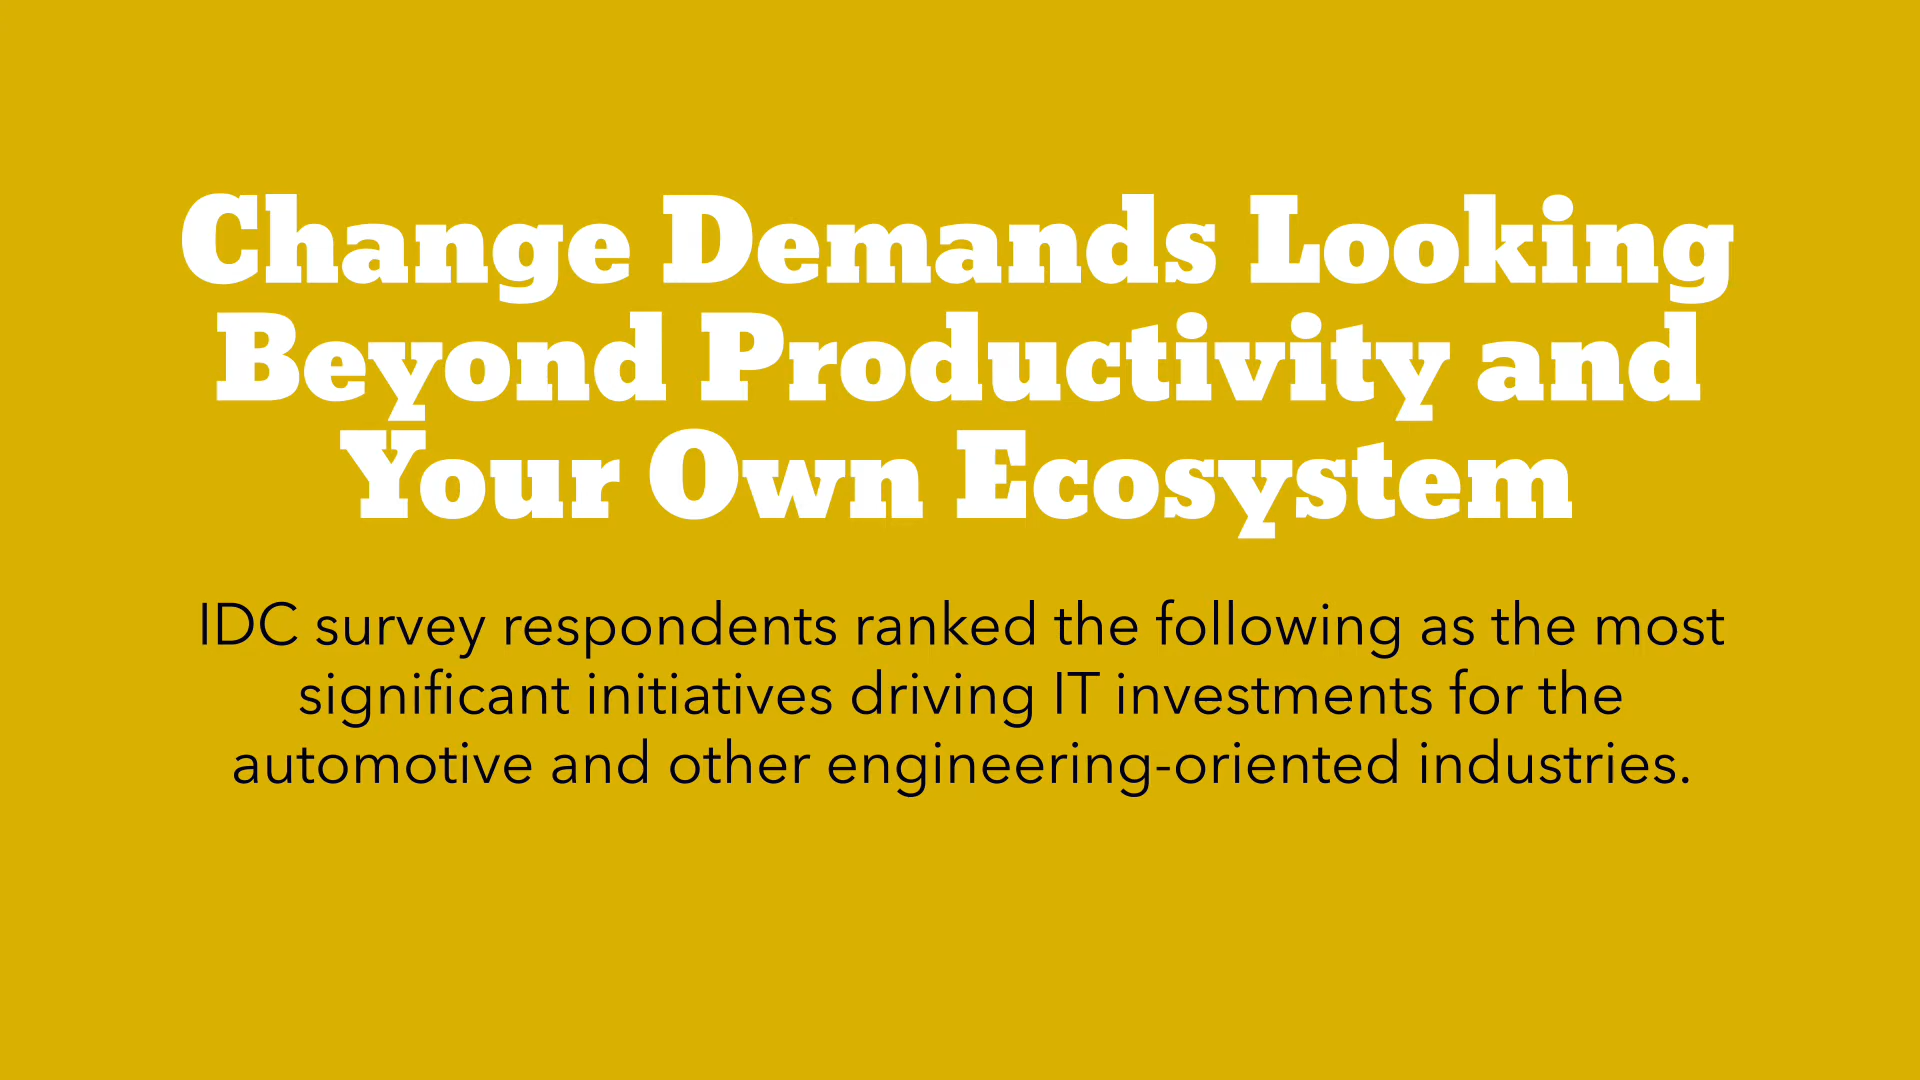 Change Demands Looking
Beyond Productivity and
Your Own Ecosystem
IDC survey respondents ranked the following as the most
significant initiatives driving IT investments for the
automotive and other engineering-oriented industries.